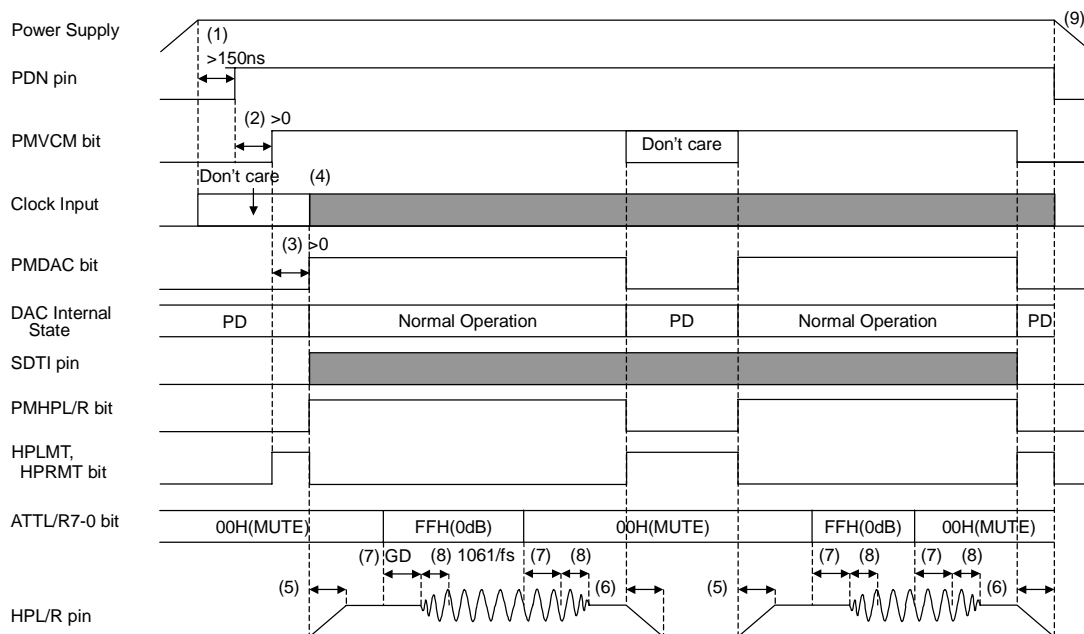 Power Supply (1) (9)
>150ns
PDN pin
(2) >0
PMVCM bit Don't care
Don't care (4)
Clock Input
(3) >0
PMDAC bit
DAC Internal
State
PD Normal Operation PD Normal Operation PD
SDTI pin
PMHPL/R bit
HPLMT,
HPRMT bit
ATTL/R7-0 bit
00H(MUTE) FFH(0dB) 00H(MUTE) FFH(0dB) 00H(MUTE)
(7) GD (8) 1061/fs (7) (8) (7) (8) (7) (8)
(5) (6) (5) (6)
HPL/R pin